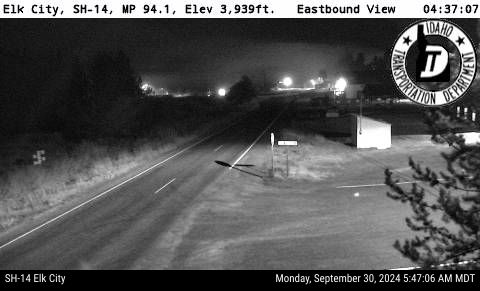 Elk City, SH-14, MP 94.1, Elev 3,939ft. Eastbound View 04:37:07
IDAHO
TRANSPORTATION DEPARTMENT
SH-14 Elk City Monday, September 30, 2024 5:47:06 AM MDT